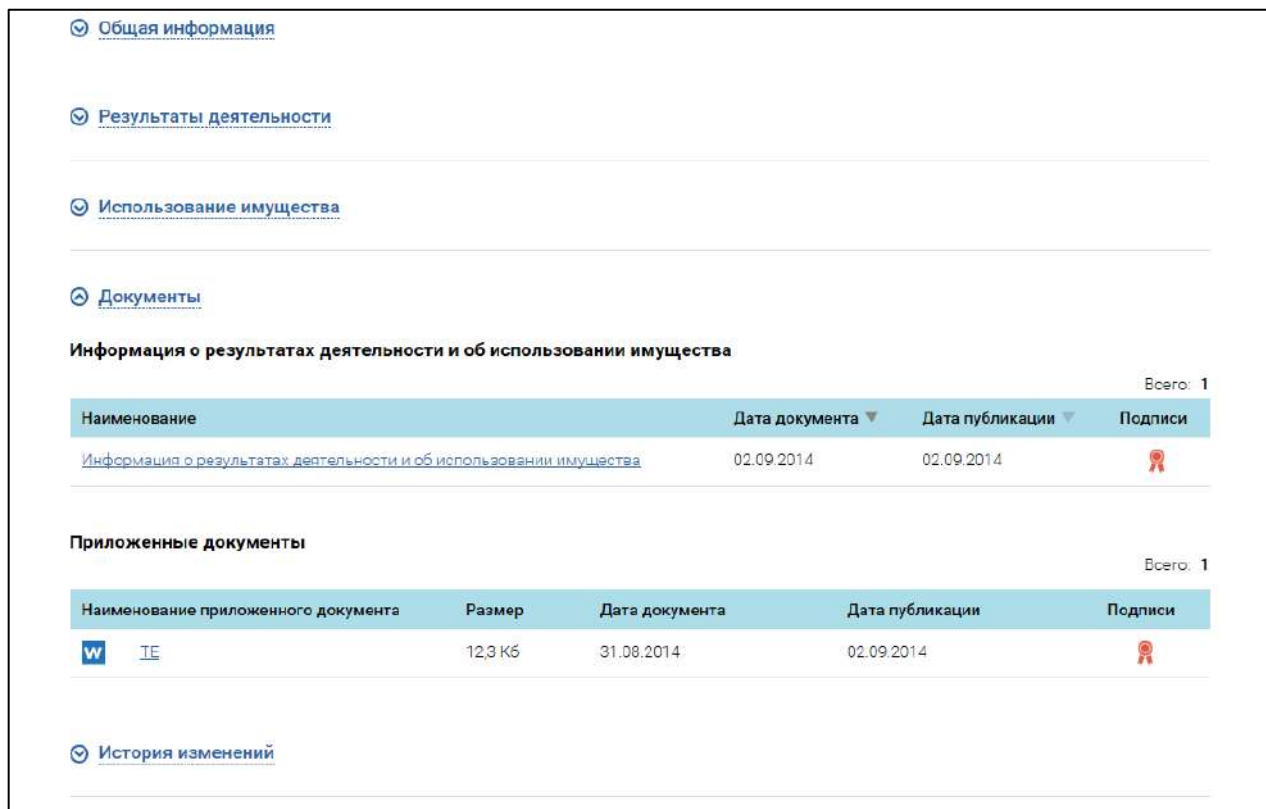 Общая информация
Результаты деятельности
Использование имущества
Документы
Информация о результатах деятельности и об использовании имущества
Всего: 1
Наименование Дата документа Дата публикации Подписи
Информация о результатах деятельности и об использовании имущества 02.09.2014 02.09.2014
Приложенные документы
Всего: 1
Наименование приложенного документа Размер Дата документа Дата публикации Подписи
W ТЕ 12,3 Кб 31.08.2014 02.09.2014
История изменений